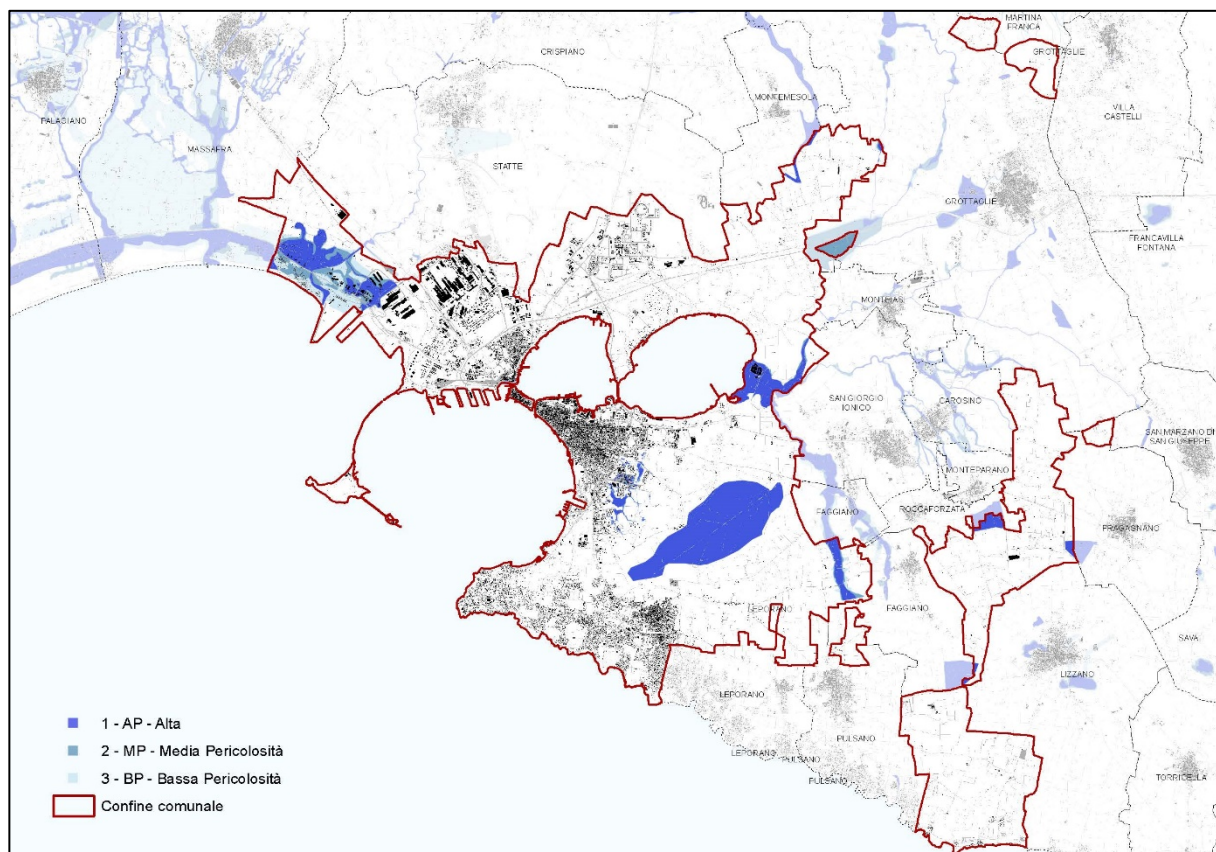 MARTINA
FRANCA
GROTTAGLIE
CRISPIANO
PALAGIANO
MASSAFRA
MONTEMESOLA
VILLA
CASTELLI
STATTE
GROTTAGLIE
FRANCAVILLA
FONTANA
MONTEIASI
SAN GIORGIO
IONICO
CAROSINO
SAN MARZANO DI
SAN GIUSEPPE
MONTEPARANO
FAGGIANO
ROCCAFORZATA
FRAGAGNANO
LEPORANO
FAGGIANO
SAVA
LIZZANO
LEPORANO
PULSANO
LEPORANO
PULSANO
PULSANO
TORRICELLA
1 - AP - Alta
2 - MP - Media Pericolosità
3 - BP - Bassa Pericolosità
Confine comunale